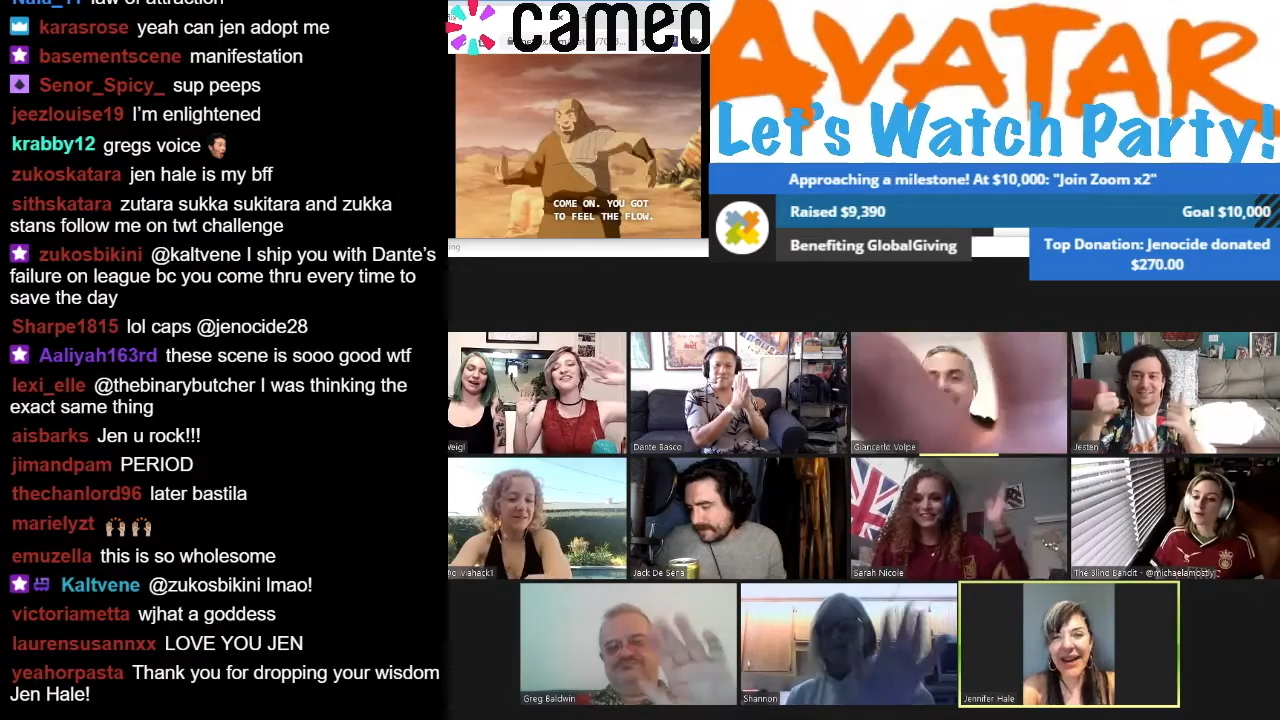 law of attraction
karasrose yeah can jen adopt me
basementscene manifestation
Senor_Spicy_ sup peeps
jeezlouise19 I'm enlightened
krabby12 gregs voice
zukoskatara jen hale is my bff
sithskatara zutara sukka sukitara and zukka
stans follow me on twt challenge
zukosbikini @kaltvene I ship you with Dante's
failure on league bc you come thru every time to
save the day
Sharpe1815 lol caps @jenocide28
Aaliyah163rd these scene is sooo good wtf
lexi_elle @thebinarybutcher I was thinking the
exact same thing
aisbarks Jen u rock!!!
jimandpam PERIOD
thechanlord96 later bastila
marielyzt
emuzella this is so wholesome
Kaltvene @zukosbikini lmao!
victoriametta wjhat a goddess
laurensusannxx LOVE YOU JEN
yeahorpasta Thank you for dropping your wisdom
Jen Hale!
cameo
COME ON. YOU GOT
TO FEEL THE FLOW.
AVATAR
Let's Watch Party!
Approaching a milestone! At $10,000: "Join Zoom x2"
Raised $9,390
Goal $10,000
Benefiting GlobalGiving
Top Donation: Jenocide donated
$270.00
Dante Basco
Giancarlo Volpe
Jesten
Jack De Sena
Sarah Nicole
The Blind Bandit - @michaelamostly
Greg Baldwin
Shannon
Jennifer Hale